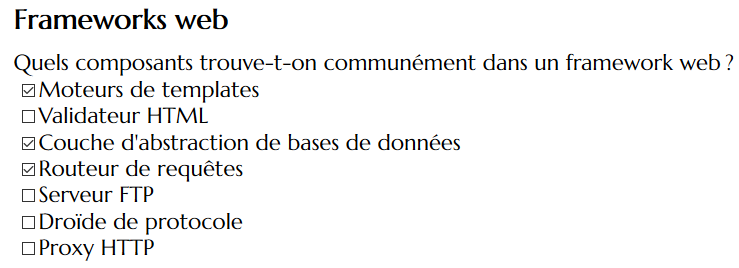 Frameworks web
Quels composants trouve-t-on communément dans un framework web ?
☑ Moteurs de templates
☐ Validateur HTML
☑ Couche d'abstraction de bases de données
☑ Routeur de requêtes
☐ Serveur FTP
☐ Droïde de protocole
☐ Proxy HTTP